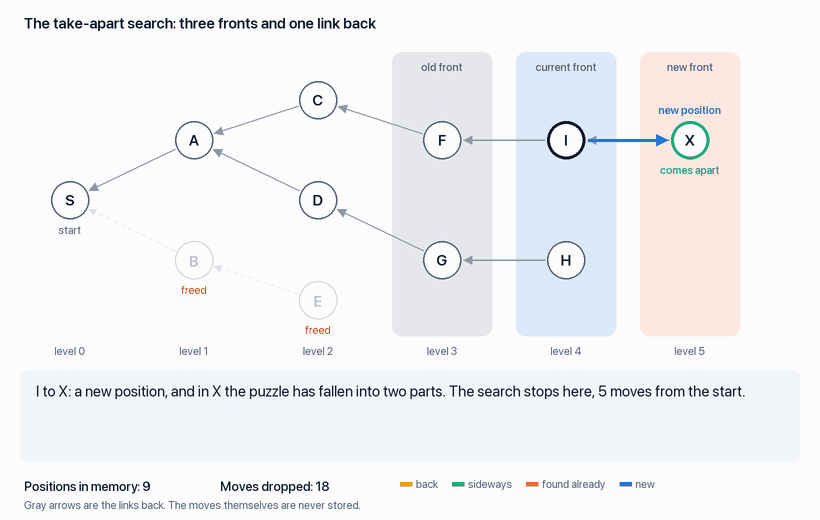 The take-apart search: three fronts and one link back
old front
current front
new front
C
new position
A
F
I
X
comes apart
S
D
start
B
G
H
freed
E
freed
level 0
level 1
level 2
level 3
level 4
level 5
I to X: a new position, and in X the puzzle has fallen into two parts. The search stops here, 5 moves from the start.
Positions in memory: 9
Moves dropped: 18
back
sideways
found already
new
Gray arrows are the links back. The moves themselves are never stored.